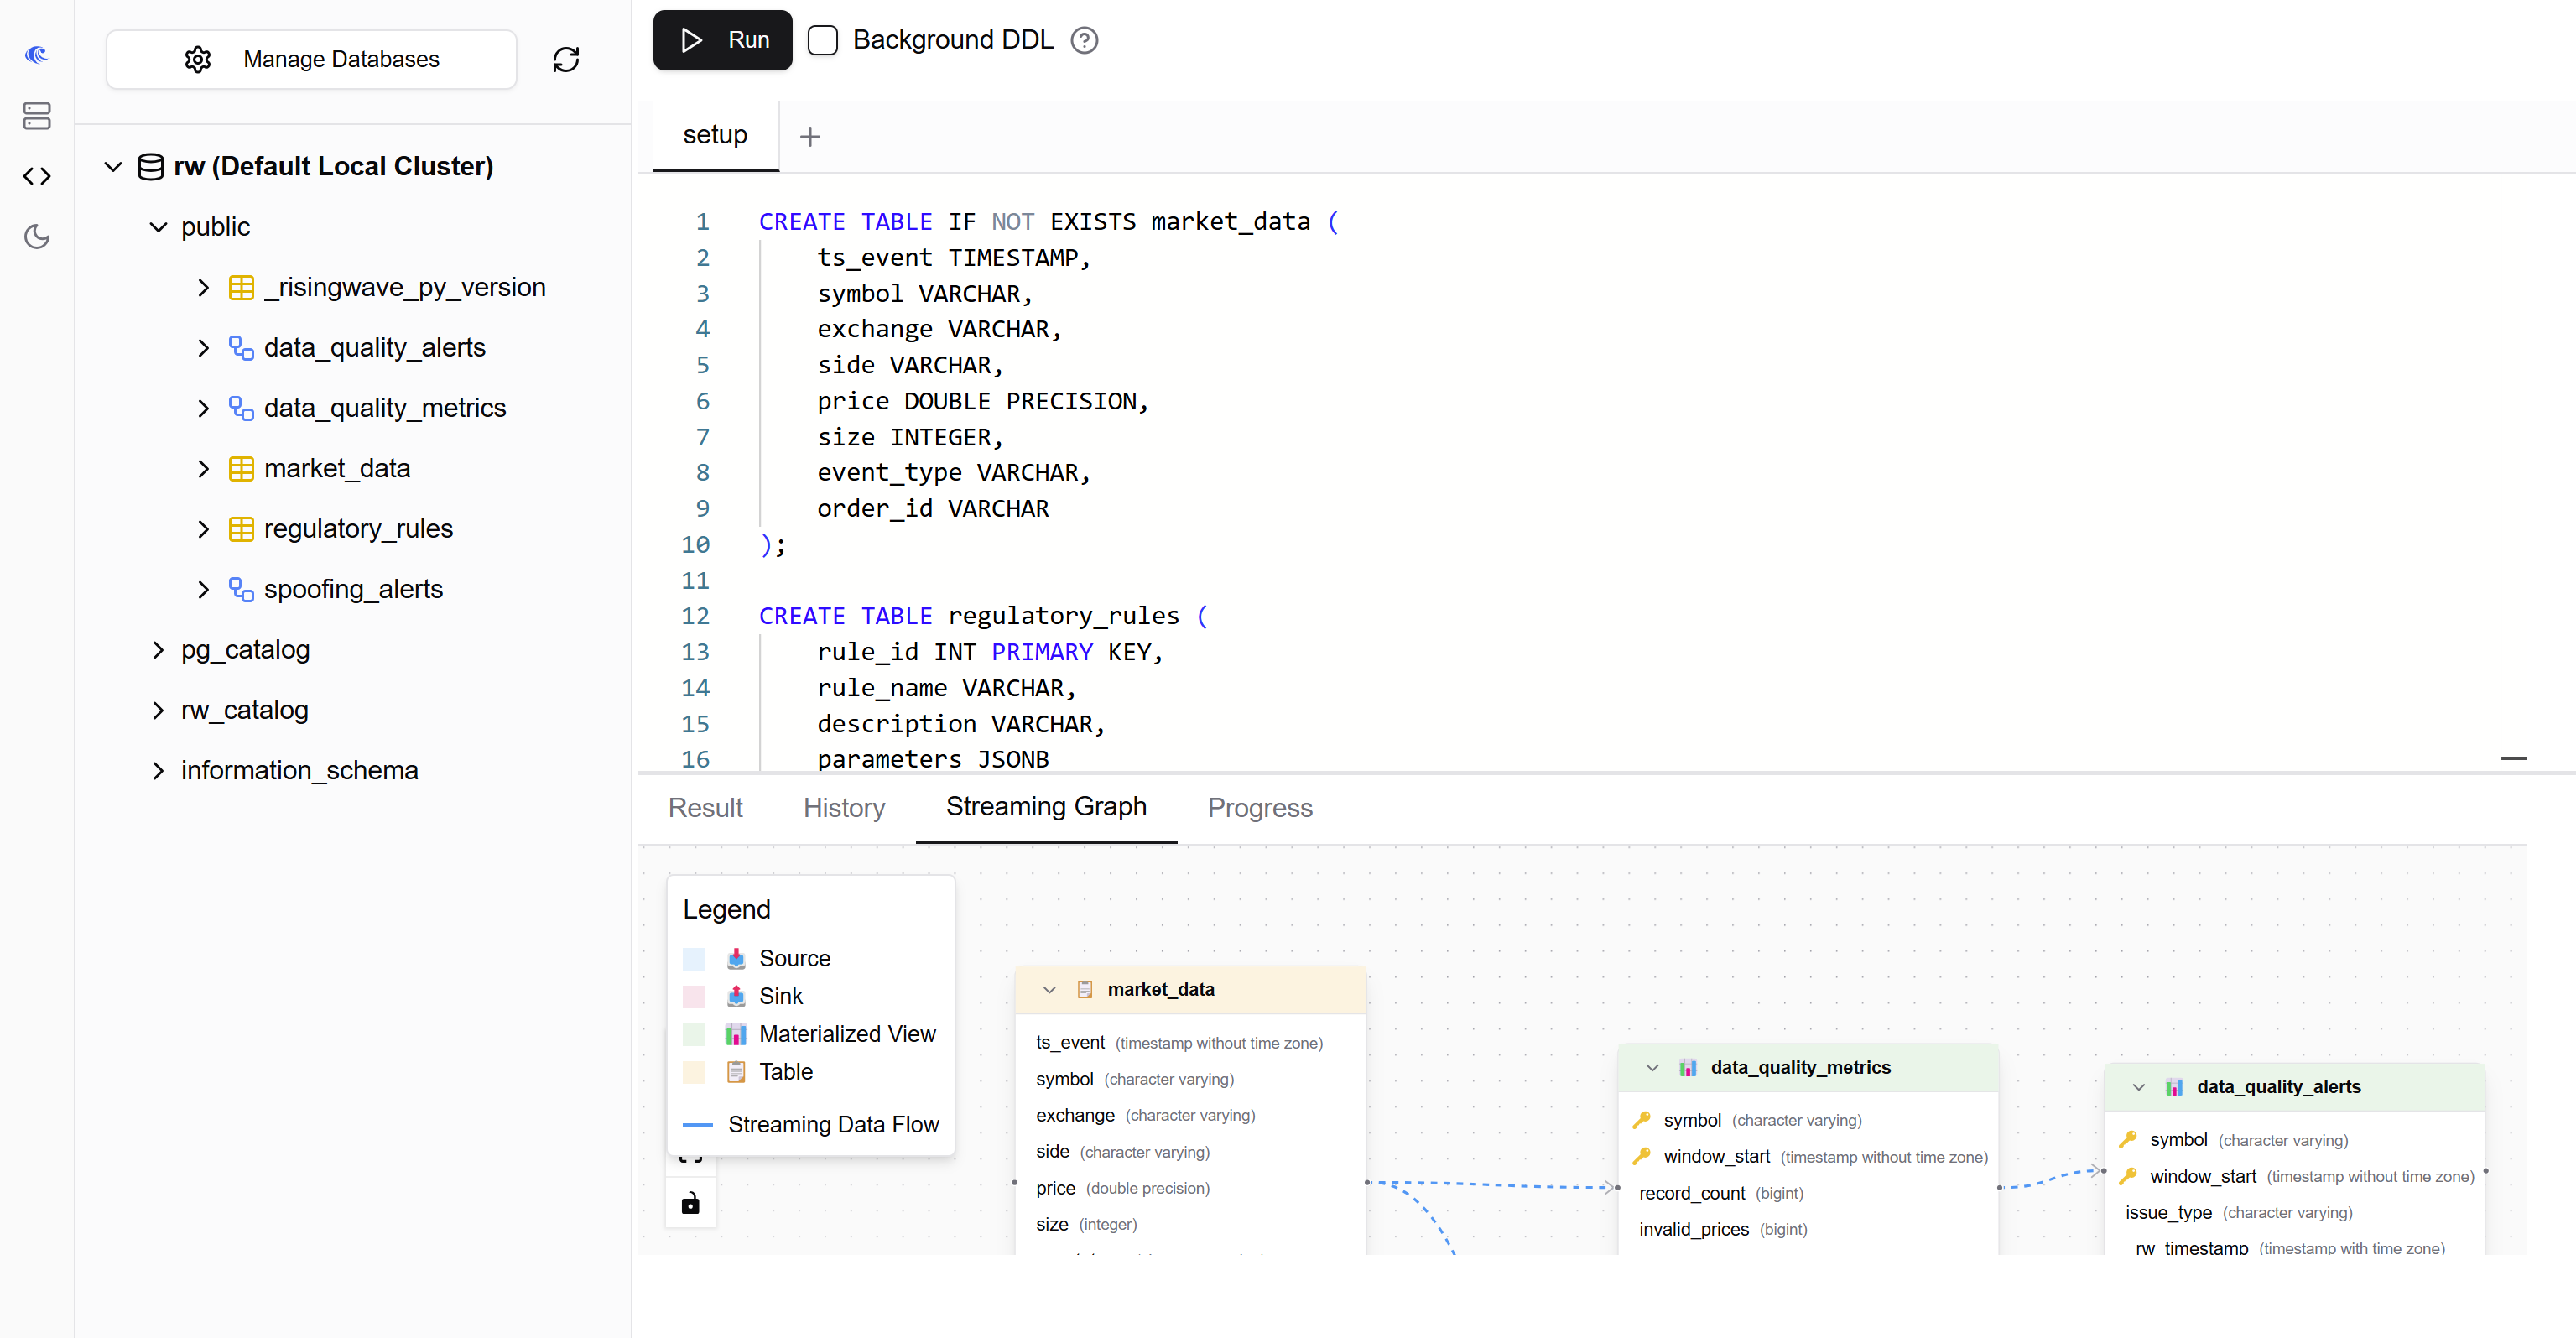 Manage Databases
rw (Default Local Cluster)
public
_risingwave_py_version
data_quality_alerts
data_quality_metrics
market_data
regulatory_rules
spoofing_alerts
pg_catalog
rw_catalog
information_schema
Run
Background DDL
setup
1 CREATE TABLE IF NOT EXISTS market_data (
2 ts_event TIMESTAMP,
3 symbol VARCHAR,
4 exchange VARCHAR,
5 side VARCHAR,
6 price DOUBLE PRECISION,
7 size INTEGER,
8 event_type VARCHAR,
9 order_id VARCHAR
10 );
11
12 CREATE TABLE regulatory_rules (
13 rule_id INT PRIMARY KEY,
14 rule_name VARCHAR,
15 description VARCHAR,
16 parameters JSONB
Result History Streaming Graph Progress
Legend
Source
Sink
Materialized View
Table
Streaming Data Flow
market_data
ts_event (timestamp without time zone)
symbol (character varying)
exchange (character varying)
side (character varying)
price (double precision)
size (integer)
data_quality_metrics
symbol (character varying)
window_start (timestamp without time zone)
record_count (bigint)
invalid_prices (bigint)
data_quality_alerts
symbol (character varying)
window_start (timestamp without time zone)
issue_type (character varying)
rw_timestamp (timestamp with time zone)